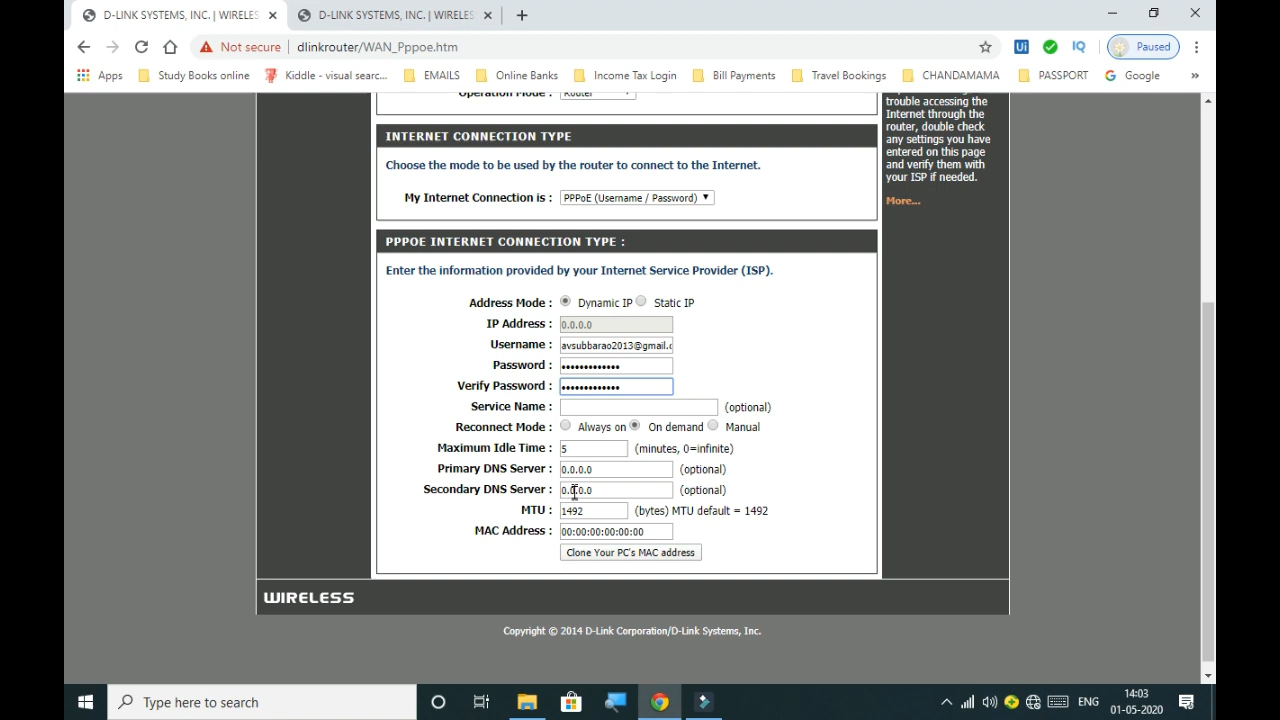 D-LINK SYSTEMS, INC. | WIRELES
D-LINK SYSTEMS, INC. | WIRELES
Not secure
dlinkrouter/WAN_Pppoe.htm
Ui
IQ
Paused
Apps
Study Books online
Kiddle - visual searc...
EMAILS
Online Banks
Income Tax Login
Bill Payments
Travel Bookings
CHANDAMAMA
PASSPORT
Google
»
Operation Mode : Router
INTERNET CONNECTION TYPE
Choose the mode to be used by the router to connect to the Internet.
My Internet Connection is : PPPoE (Username / Password)
PPPOE INTERNET CONNECTION TYPE :
Enter the information provided by your Internet Service Provider (ISP).
Address Mode : Dynamic IP Static IP
IP Address : 0.0.0.0
Username : avsubbarao2013@gmail.c
Password : •••••••••••••
Verify Password : •••••••••••••
Service Name : (optional)
Reconnect Mode : Always on On demand Manual
Maximum Idle Time : 5 (minutes, 0=infinite)
Primary DNS Server : 0.0.0.0 (optional)
Secondary DNS Server : 0.0.0.0 (optional)
MTU : 1492 (bytes) MTU default = 1492
MAC Address : 00:00:00:00:00:00
Clone Your PC's MAC address
trouble accessing the
Internet through the
router, double check
any settings you have
entered on this page
and verify them with
your ISP if needed.
More...
WIRELESS
Copyright © 2014 D-Link Corporation/D-Link Systems, Inc.
Type here to search
ENG
14:03
01-05-2020